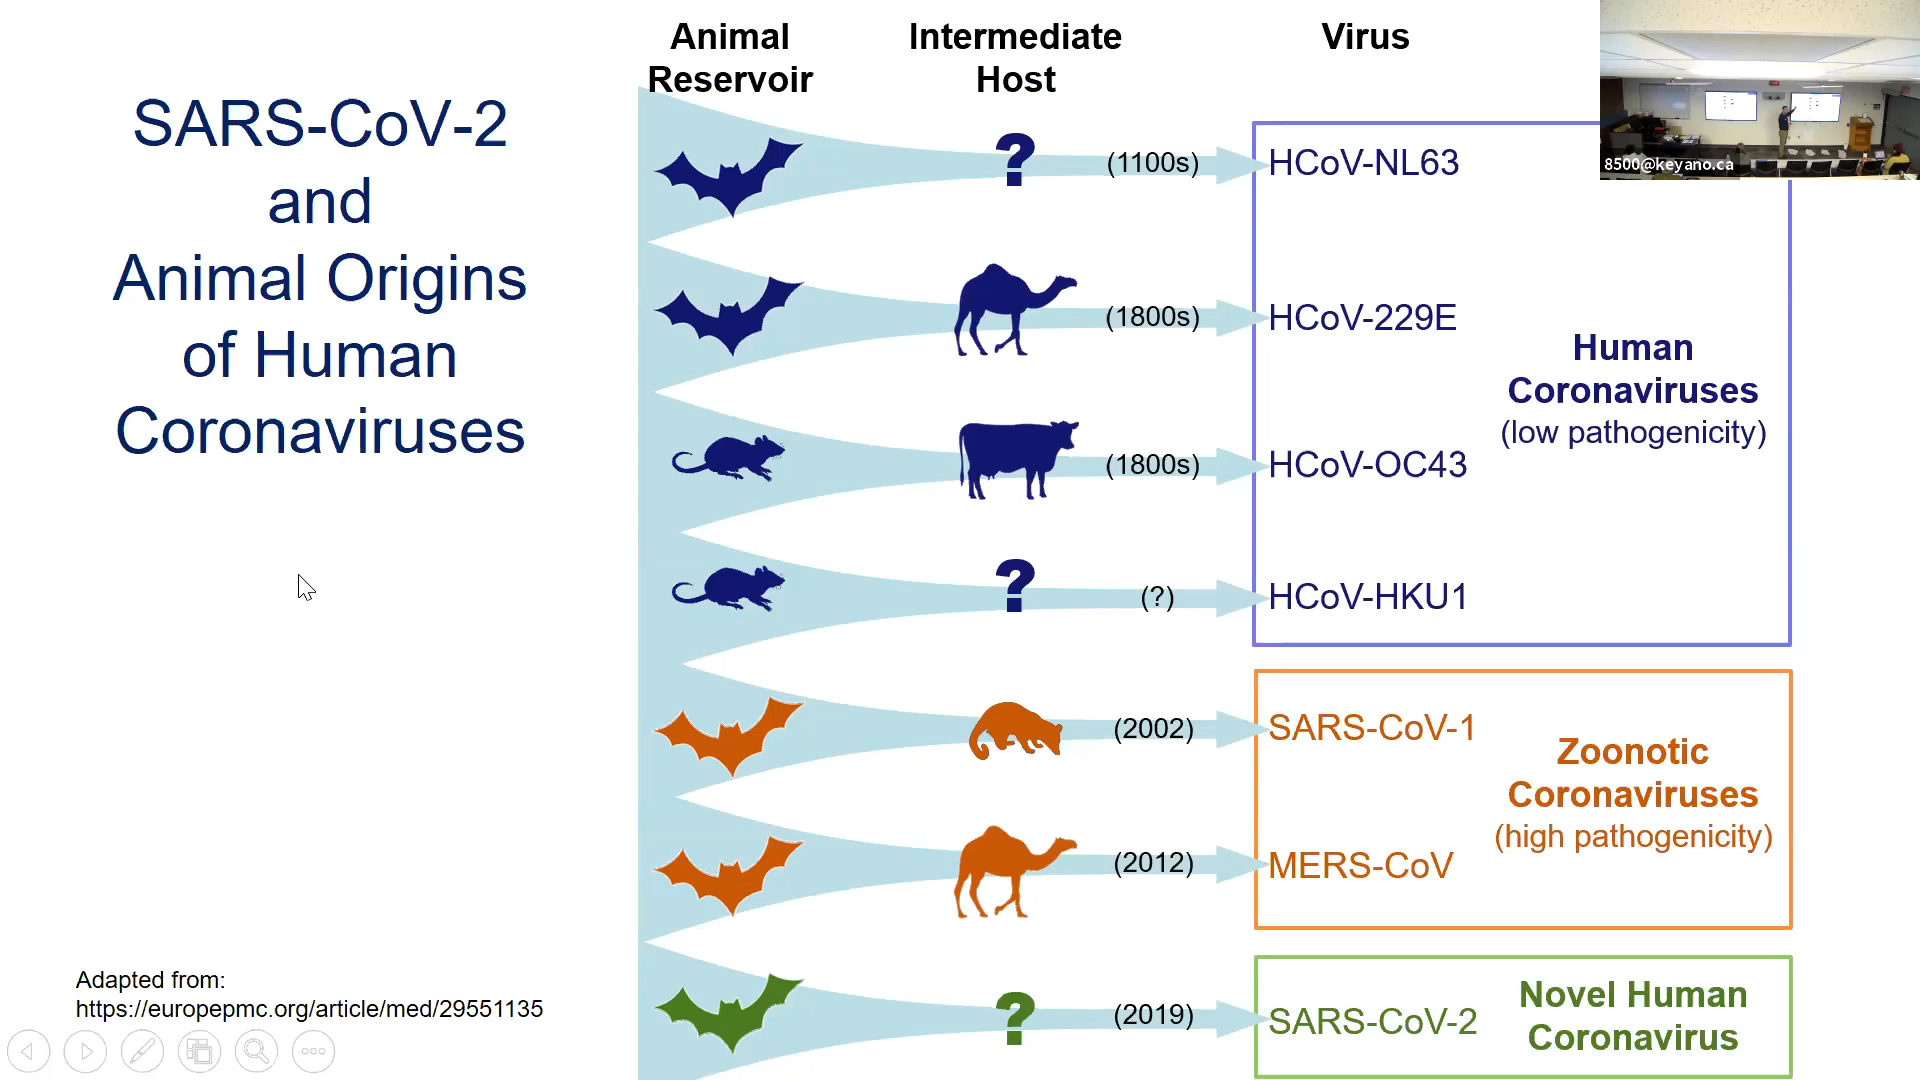 SARS-CoV-2
and
Animal Origins
of Human
Coronaviruses
Animal
Reservoir
Intermediate
Host
Virus
?
(1100s)
HCoV-NL63
(1800s)
HCoV-229E
(1800s)
HCoV-OC43
?
(?)
HCoV-HKU1
Human
Coronaviruses
(low pathogenicity)
(2002)
SARS-CoV-1
(2012)
MERS-CoV
Zoonotic
Coronaviruses
(high pathogenicity)
?
(2019)
SARS-CoV-2
Novel Human
Coronavirus
Adapted from:
https://europepmc.org/article/med/29551135
8500@keyano.ca